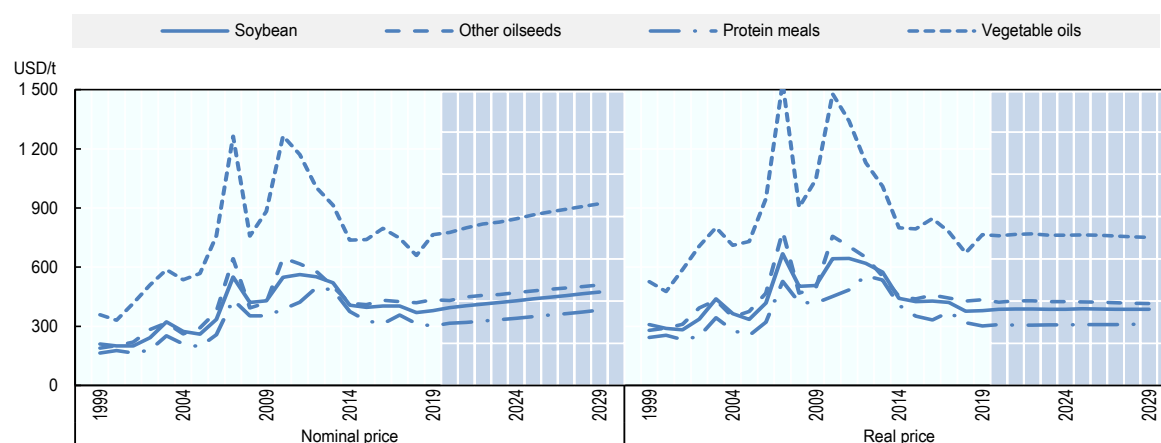 Soybean Other oilseeds Protein meals Vegetable oils
USD/t
1 500
1 200
900
600
300
0
1999 2004 2009 2014 2019 2024 2029 1999 2004 2009 2014 2019 2024 2029
Nominal price Real price